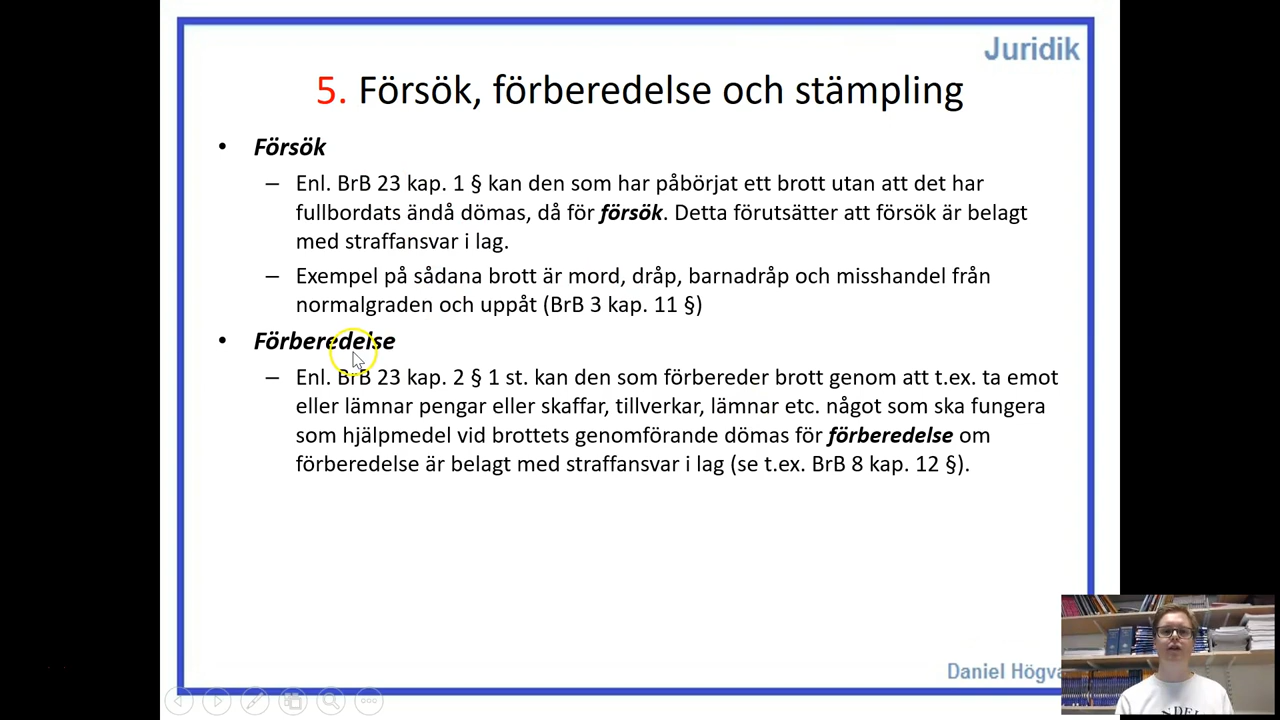 Juridik
5. Försök, förberedelse och stämpling
• Försök
– Enl. BrB 23 kap. 1 § kan den som har påbörjat ett brott utan att det har
fullbordats ändå dömas, då för försök. Detta förutsätter att försök är belagt
med straffansvar i lag.
– Exempel på sådana brott är mord, dråp, barnadråp och misshandel från
normalgraden och uppåt (BrB 3 kap. 11 §)
• Förberedelse
– Enl. BrB 23 kap. 2 § 1 st. kan den som förbereder brott genom att t.ex. ta emot
eller lämnar pengar eller skaffar, tillverkar, lämnar etc. något som ska fungera
som hjälpmedel vid brottets genomförande dömas för förberedelse om
förberedelse är belagt med straffansvar i lag (se t.ex. BrB 8 kap. 12 §).
Daniel